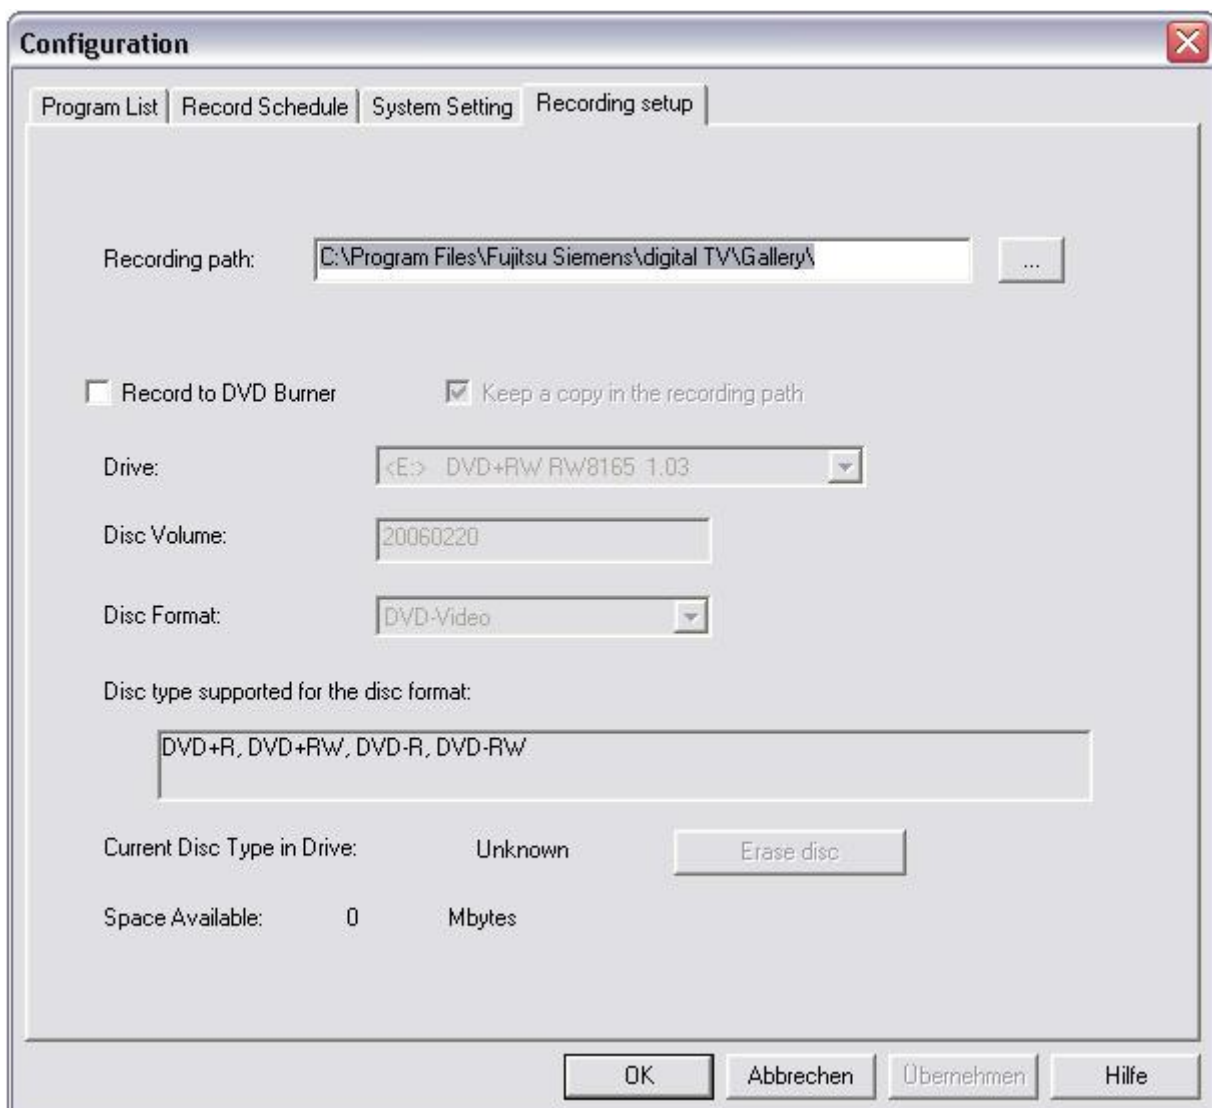 Configuration
Program List Record Schedule System Setting Recording setup
Recording path: C:\Program Files\Fujitsu Siemens\digital TV\Gallery\ ...
Record to DVD Burner Keep a copy in the recording path
Drive: <E:> DVD+RW RW8165 1.03
Disc Volume: 20060220
Disc Format: DVD-Video
Disc type supported for the disc format:
DVD+R, DVD+RW, DVD-R, DVD-RW
Current Disc Type in Drive: Unknown Erase disc
Space Available: 0 Mbytes
OK Abbrechen Übernehmen Hilfe